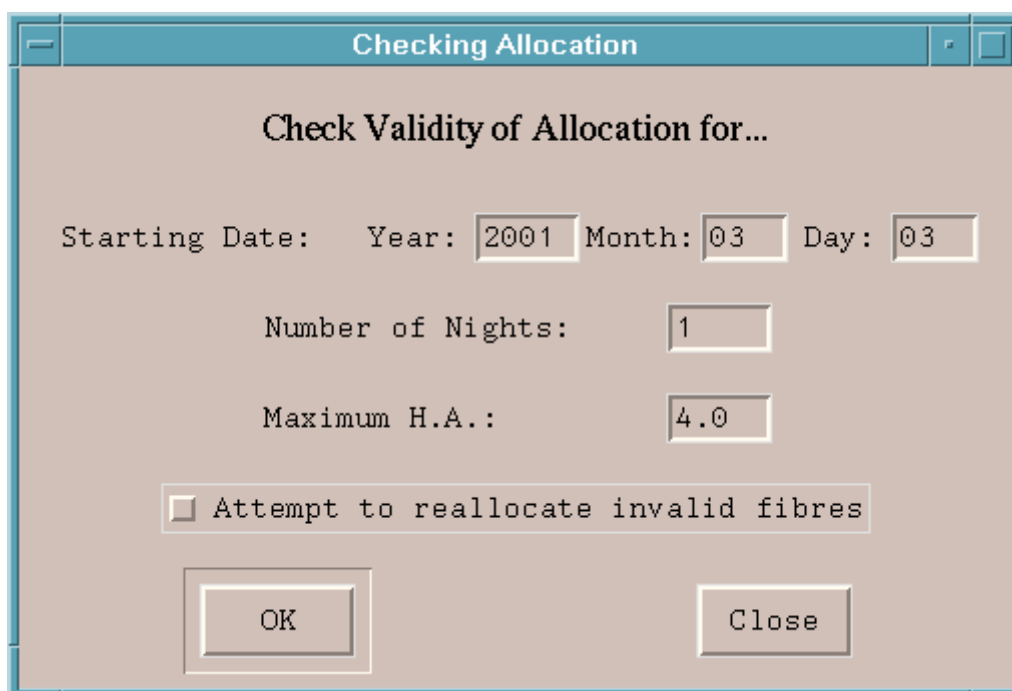 Checking Allocation
Check Validity of Allocation for...
Starting Date: Year: 2001 Month: 03 Day: 03
Number of Nights: 1
Maximum H.A.: 4.0
Attempt to reallocate invalid fibres
OK Close